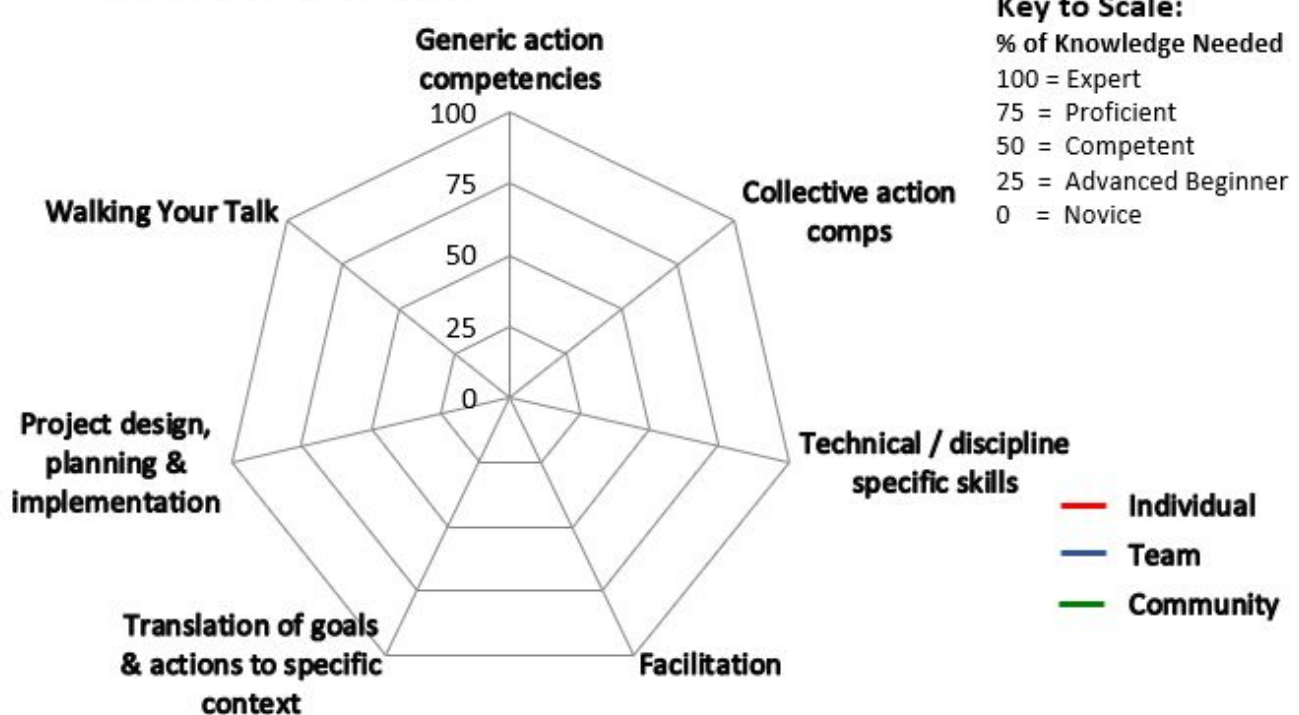 Key to Scale:
% of Knowledge Needed
100 = Expert
75 = Proficient
50 = Competent
25 = Advanced Beginner
0 = Novice
Generic action
competencies
100
75
50
25
0
Collective action
comps
Technical / discipline
specific skills
Facilitation
Translation of goals
& actions to specific
context
Project design,
planning &
implementation
Walking Your Talk
Individual
Team
Community